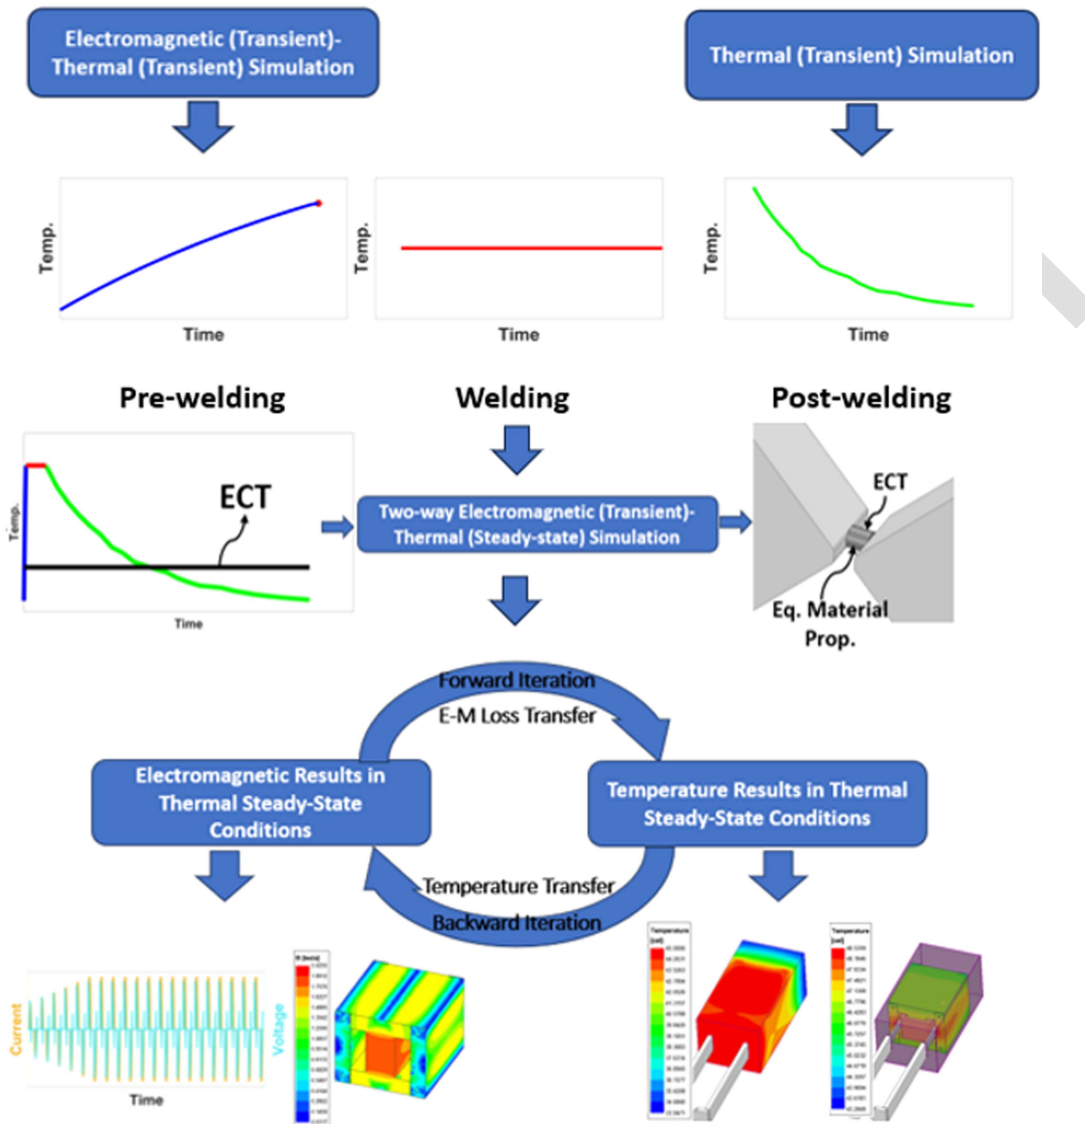 Electromagnetic (Transient)-
Thermal (Transient) Simulation
Thermal (Transient) Simulation
Temp.
Time
Temp.
Time
Temp.
Time
Pre-welding
Welding
Post-welding
Temp.
ECT
Time
Two-way Electromagnetic (Transient)-
Thermal (Steady-state) Simulation
ECT
Eq. Material
Prop.
Forward Iteration
E-M Loss Transfer
Electromagnetic Results in
Thermal Steady-State
Conditions
Temperature Results in Thermal
Steady-State Conditions
Temperature Transfer
Backward Iteration
Current
Voltage
Time
B [tesla]
Temperature
[cel]
Temperature
[cel]